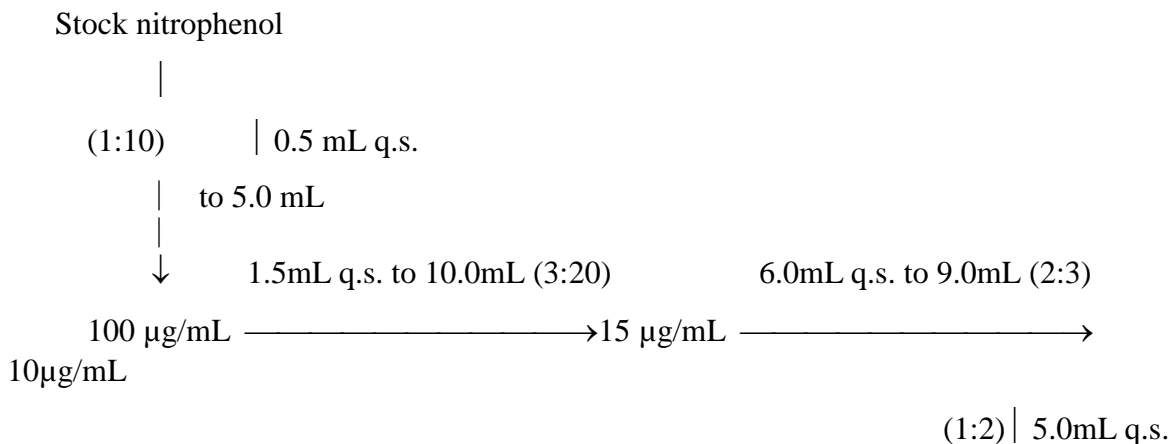 Stock nitrophenol
|
(1:10) | 0.5 mL q.s.
| to 5.0 mL
|
↓ 1.5mL q.s. to 10.0mL (3:20) 6.0mL q.s. to 9.0mL (2:3)
100 µg/mL ⎯⎯⎯⎯⎯⎯→15 µg/mL ⎯⎯⎯⎯⎯⎯→
10µg/mL
(1:2) | 5.0mL q.s.